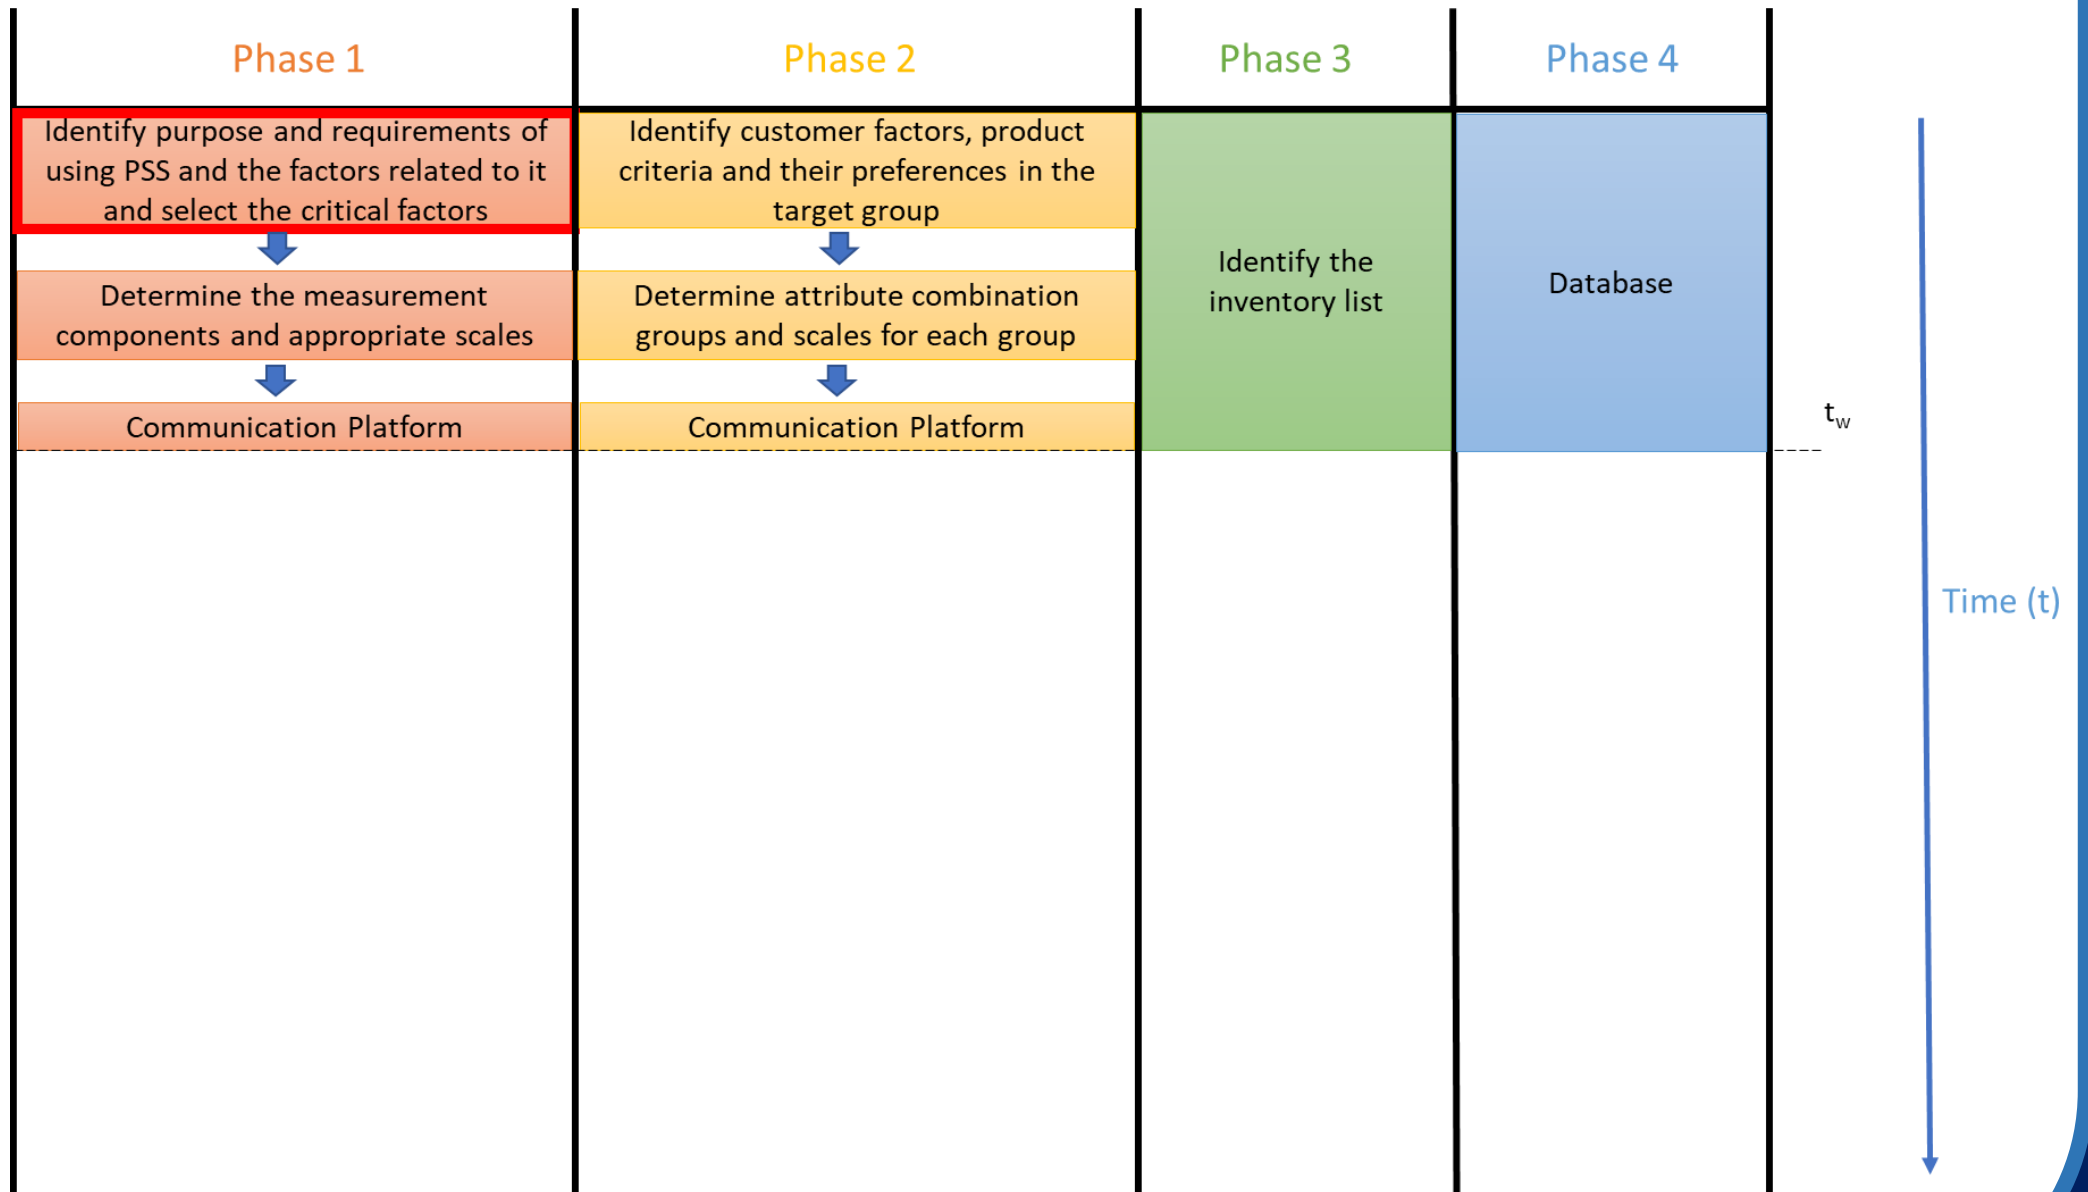 Phase 1
Phase 2
Phase 3
Phase 4
Identify purpose and requirements of
using PSS and the factors related to it
and select the critical factors
Identify customer factors, product
criteria and their preferences in the
target group
Identify the
inventory list
Database
Determine the measurement
components and appropriate scales
Determine attribute combination
groups and scales for each group
Communication Platform
Communication Platform
tw
Time (t)